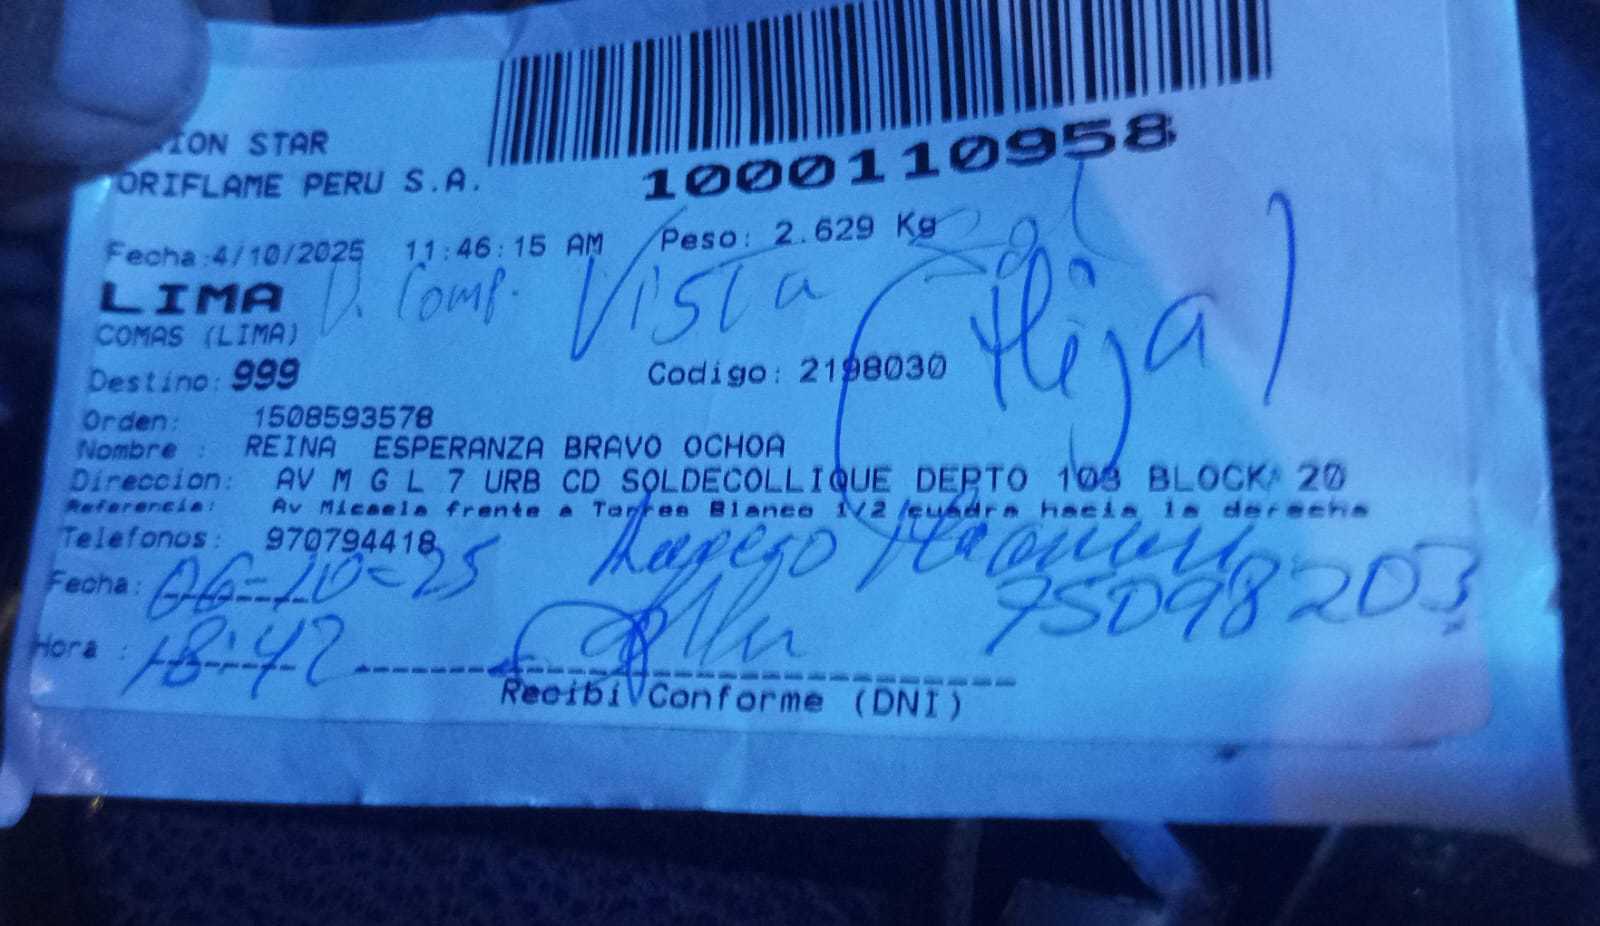 ION STAR
ORIFLAME PERU S.A.
1000110958
Fecha:4/10/2025 11:46:15 AM Peso: 2.629 Kg
LIMA D. Comp. Vista
(Hija)
COMAS (LIMA)
Destino: 999 Codigo: 2198030
Orden: 1508593578
Nombre : REINA ESPERANZA BRAVO OCHOA
Direccion: AV M G L 7 URB CD SOLDECOLLIQUE DEPTO 103 BLOCK 20
Referencia: Av Micaela frente a Torres Blanco 1/2 cuadra hacia la derecha
Telefonos: 970794418
Fecha: 06-10-25
75098203
Hora : 18:42
Recibi Conforme (DNI)